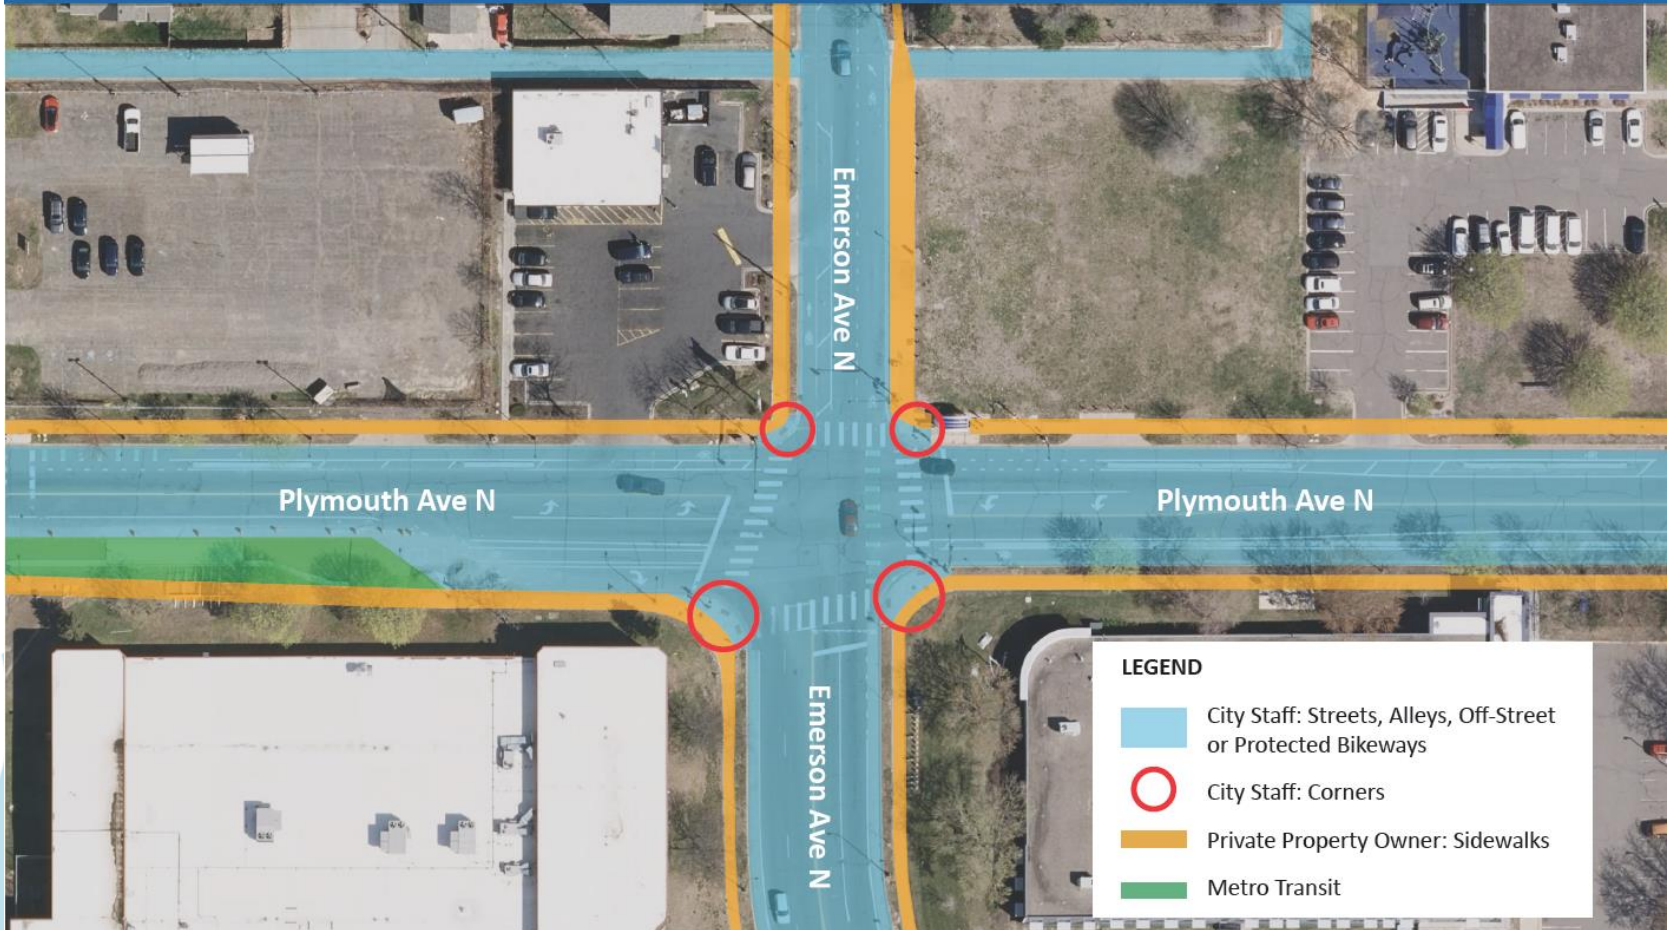 Emerson Ave N
Plymouth Ave N
Plymouth Ave N
Emerson Ave N
LEGEND
City Staff: Streets, Alleys, Off-Street
or Protected Bikeways
City Staff: Corners
Private Property Owner: Sidewalks
Metro Transit